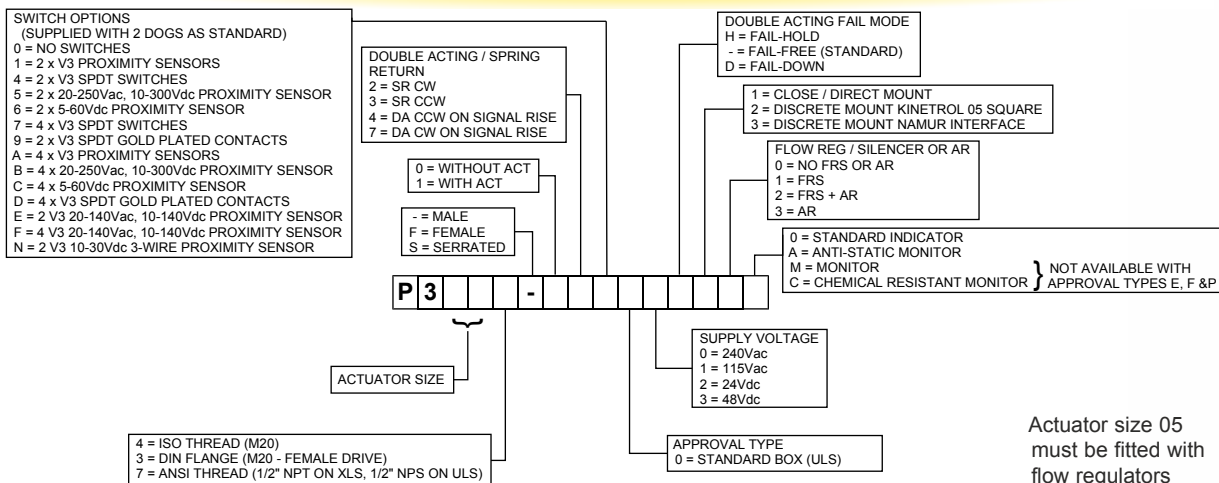 SWITCH OPTIONS
(SUPPLIED WITH 2 DOGS AS STANDARD)
0 = NO SWITCHES
1 = 2 x V3 PROXIMITY SENSORS
4 = 2 x V3 SPDT SWITCHES
5 = 2 x 20-250Vac, 10-300Vdc PROXIMITY SENSOR
6 = 2 x 5-60Vdc PROXIMITY SENSOR
7 = 4 x V3 SPDT SWITCHES
9 = 2 x V3 SPDT GOLD PLATED CONTACTS
A = 4 x V3 PROXIMITY SENSORS
B = 4 x 20-250Vac, 10-300Vdc PROXIMITY SENSOR
C = 4 x 5-60Vdc PROXIMITY SENSOR
D = 4 x V3 SPDT GOLD PLATED CONTACTS
E = 2 V3 20-140Vac, 10-140Vdc PROXIMITY SENSOR
F = 4 V3 20-140Vac, 10-140Vdc PROXIMITY SENSOR
N = 2 V3 10-30Vdc 3-WIRE PROXIMITY SENSOR
DOUBLE ACTING / SPRING
RETURN
2 = SR CW
3 = SR CCW
4 = DA CCW ON SIGNAL RISE
7 = DA CW ON SIGNAL RISE
0 = WITHOUT ACT
1 = WITH ACT
- = MALE
F = FEMALE
S = SERRATED
DOUBLE ACTING FAIL MODE
H = FAIL-HOLD
- = FAIL-FREE (STANDARD)
D = FAIL-DOWN
1 = CLOSE / DIRECT MOUNT
2 = DISCRETE MOUNT KINETROL 05 SQUARE
3 = DISCRETE MOUNT NAMUR INTERFACE
FLOW REG / SILENCER OR AR
0 = NO FRS OR AR
1 = FRS
2 = FRS + AR
3 = AR
0 = STANDARD INDICATOR
A = ANTI-STATIC MONITOR
M = MONITOR
C = CHEMICAL RESISTANT MONITOR
} NOT AVAILABLE WITH
APPROVAL TYPES E, F &P
P 3 -
ACTUATOR SIZE
4 = ISO THREAD (M20)
3 = DIN FLANGE (M20 - FEMALE DRIVE)
7 = ANSI THREAD (1/2" NPT ON XLS, 1/2" NPS ON ULS)
SUPPLY VOLTAGE
0 = 240Vac
1 = 115Vac
2 = 24Vdc
3 = 48Vdc
APPROVAL TYPE
0 = STANDARD BOX (ULS)
Actuator size 05
must be fitted with
flow regulators